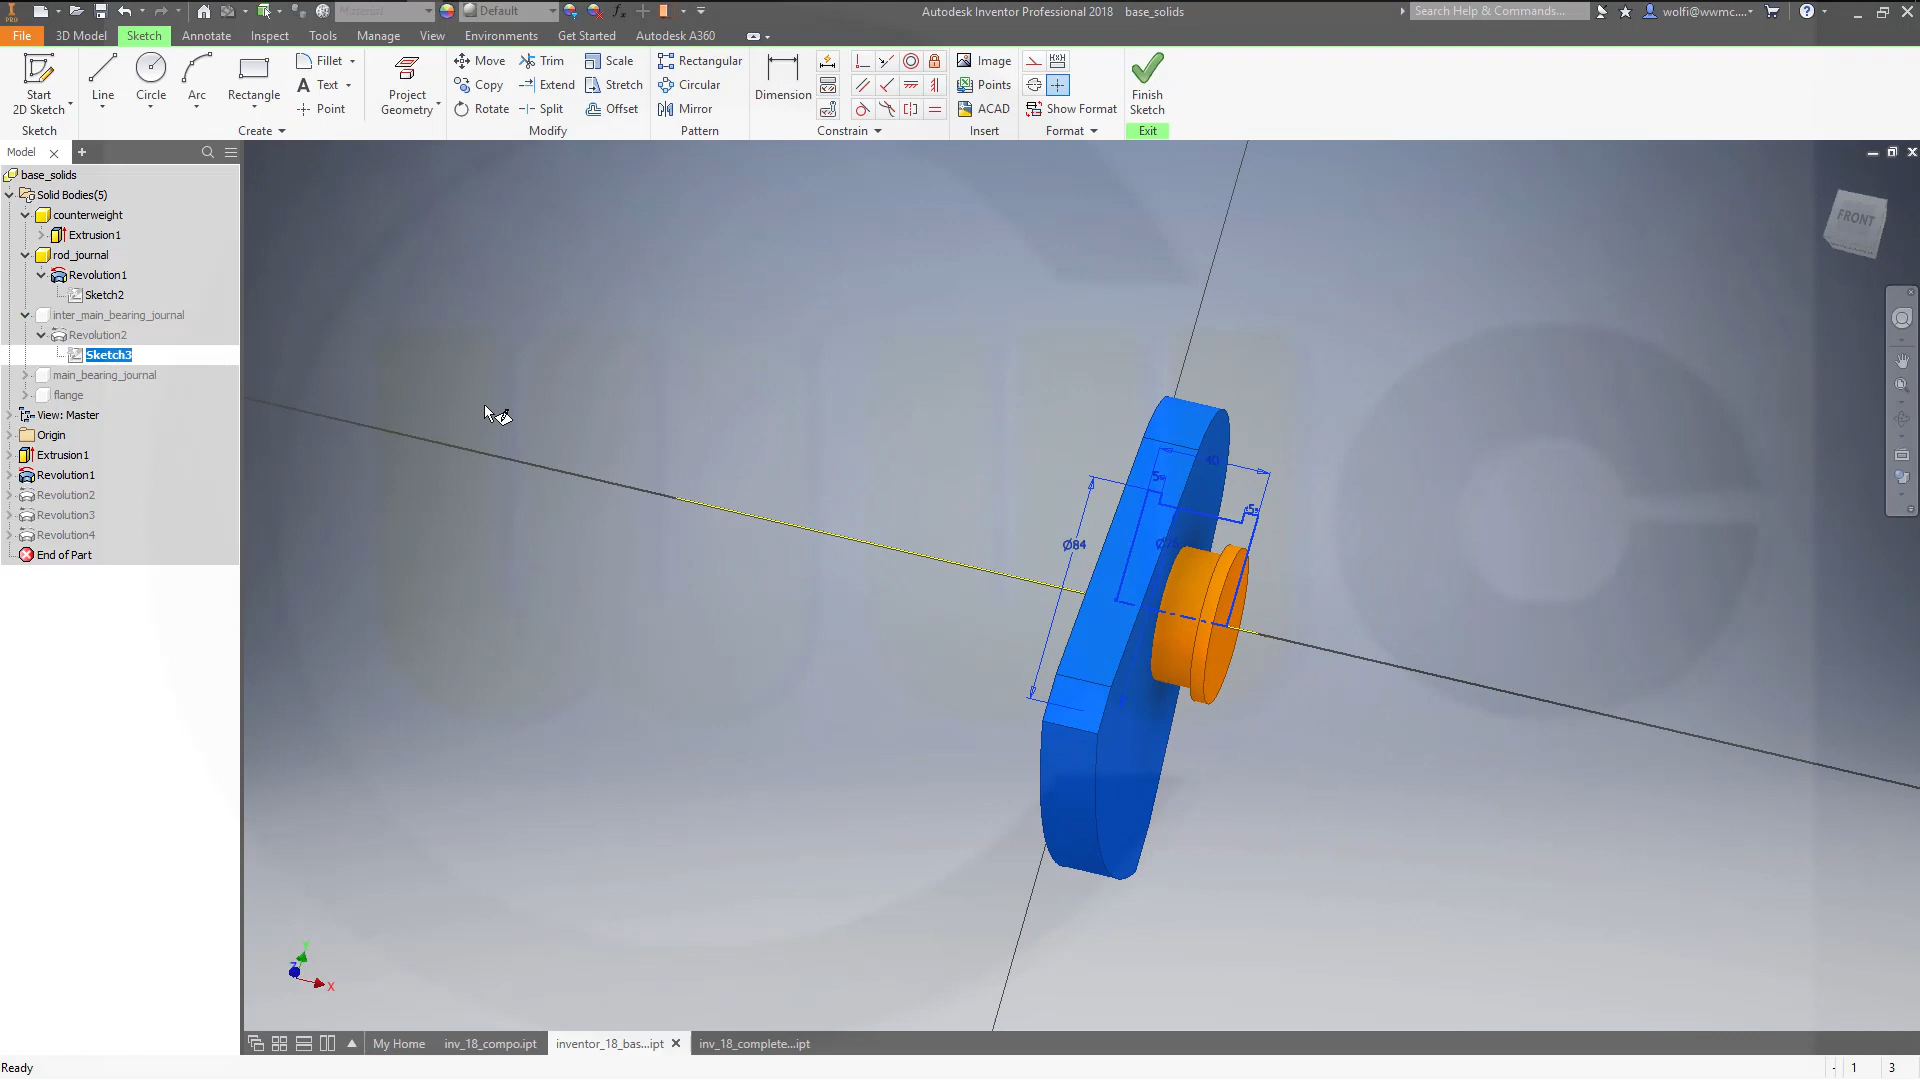 Material
Default
Autodesk Inventor Professional 2018 base_solids
Search Help & Commands...
wolfi@wwmc....
PRO
File
3D Model
Sketch
Annotate
Inspect
Tools
Manage
View
Environments
Get Started
Autodesk A360
Start
2D Sketch
Line
Circle
Arc
Rectangle
Fillet
Text
Point
Project
Geometry
Move
Copy
Rotate
Trim
Extend
Split
Scale
Stretch
Offset
Rectangular
Circular
Mirror
Dimension
Image
Points
ACAD
Show Format
Finish
Sketch
Sketch
Create
Modify
Pattern
Constrain
Insert
Format
Exit
Model
base_solids
Solid Bodies(5)
counterweight
Extrusion1
rod_journal
Revolution1
Sketch2
inter_main_bearing_journal
Revolution2
Sketch3
main_bearing_journal
flange
View: Master
Origin
Extrusion1
Revolution1
Revolution2
Revolution3
Revolution4
End of Part
FRONT
40
5
5
Ø84
Y
Z
X
My Home
inv_18_compo.ipt
inventor_18_bas...ipt
inv_18_complete...ipt
Ready
1
3